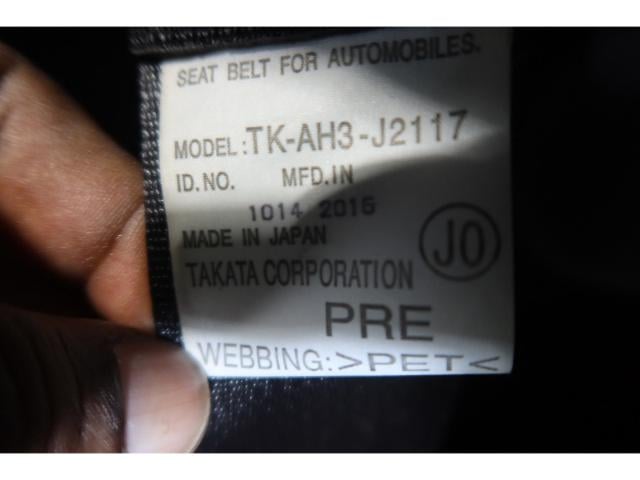 SEAT BELT FOR AUTOMOBILES.
MODEL:TK-AH3-J2117
ID.NO. MFD.IN
1014 2015
MADE IN JAPAN
JO
TAKATA CORPORATION
PRE
WEBBING:>PET<